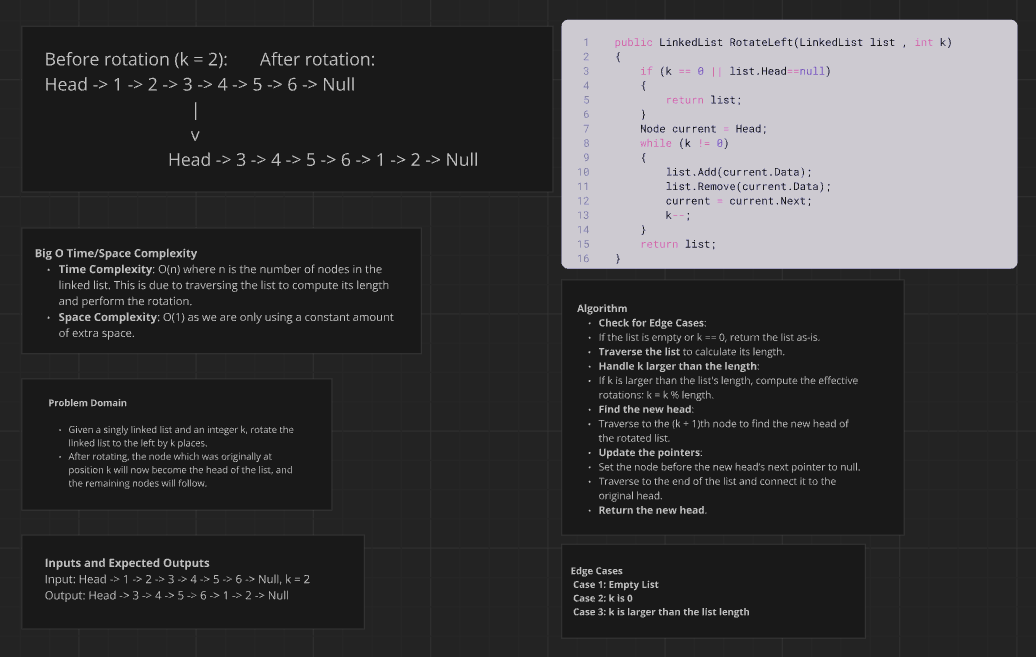 Before rotation (k = 2): After rotation:
Head -> 1 -> 2 -> 3 -> 4 -> 5 -> 6 -> Null
|
v
Head -> 3 -> 4 -> 5 -> 6 -> 1 -> 2 -> Null
Big O Time/Space Complexity
• Time Complexity: O(n) where n is the number of nodes in the
linked list. This is due to traversing the list to compute its length
and perform the rotation.
• Space Complexity: O(1) as we are only using a constant amount
of extra space.
Problem Domain
• Given a singly linked list and an integer k, rotate the
linked list to the left by k places.
• After rotating, the node which was originally at
position k will now become the head of the list, and
the remaining nodes will follow.
Inputs and Expected Outputs
Input: Head -> 1 -> 2 -> 3 -> 4 -> 5 -> 6 -> Null, k = 2
Output: Head -> 3 -> 4 -> 5 -> 6 -> 1 -> 2 -> Null
1 public LinkedList RotateLeft(LinkedList list , int k)
2 {
3 if (k == 0 || list.Head==null)
4 {
5 return list;
6 }
7 Node current = Head;
8 while (k != 0)
9 {
10 list.Add(current.Data);
11 list.Remove(current.Data);
12 current = current.Next;
13 k--;
14 }
15 return list;
16 }
Algorithm
• Check for Edge Cases:
• If the list is empty or k == 0, return the list as-is.
• Traverse the list to calculate its length.
• Handle k larger than the length:
• If k is larger than the list's length, compute the effective
rotations: k = k % length.
• Find the new head:
• Traverse to the (k + 1)th node to find the new head of
the rotated list.
• Update the pointers:
• Set the node before the new head's next pointer to null.
• Traverse to the end of the list and connect it to the
original head.
• Return the new head.
Edge Cases
Case 1: Empty List
Case 2: k is 0
Case 3: k is larger than the list length